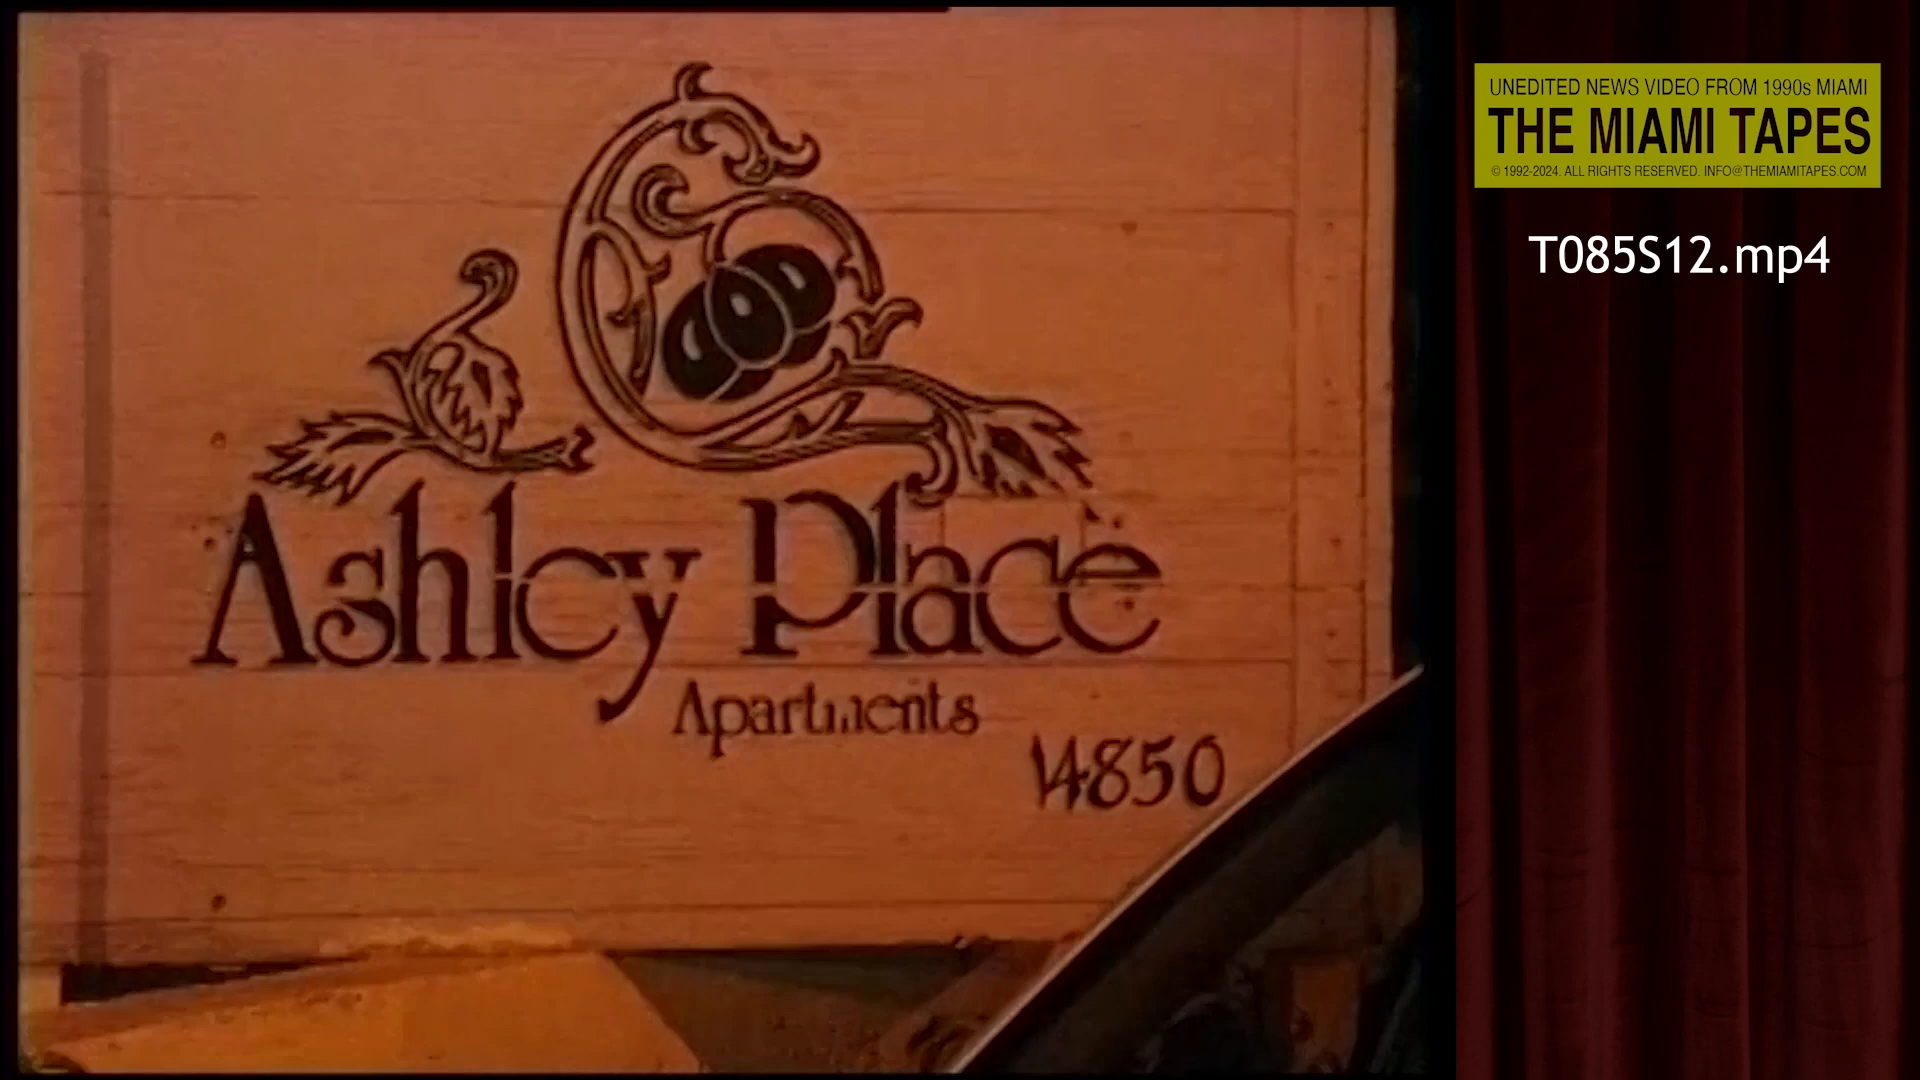 Ashley Place
Apartments
14850
UNEDITED NEWS VIDEO FROM 1990s MIAMI
THE MIAMI TAPES
© 1992-2024. ALL RIGHTS RESERVED. INFO@THEMIAMITAPES.COM
T085S12.mp4